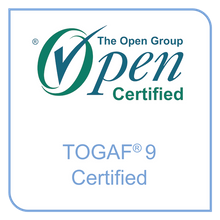 The Open Group
® Open
Certified
TOGAF® 9
Certified